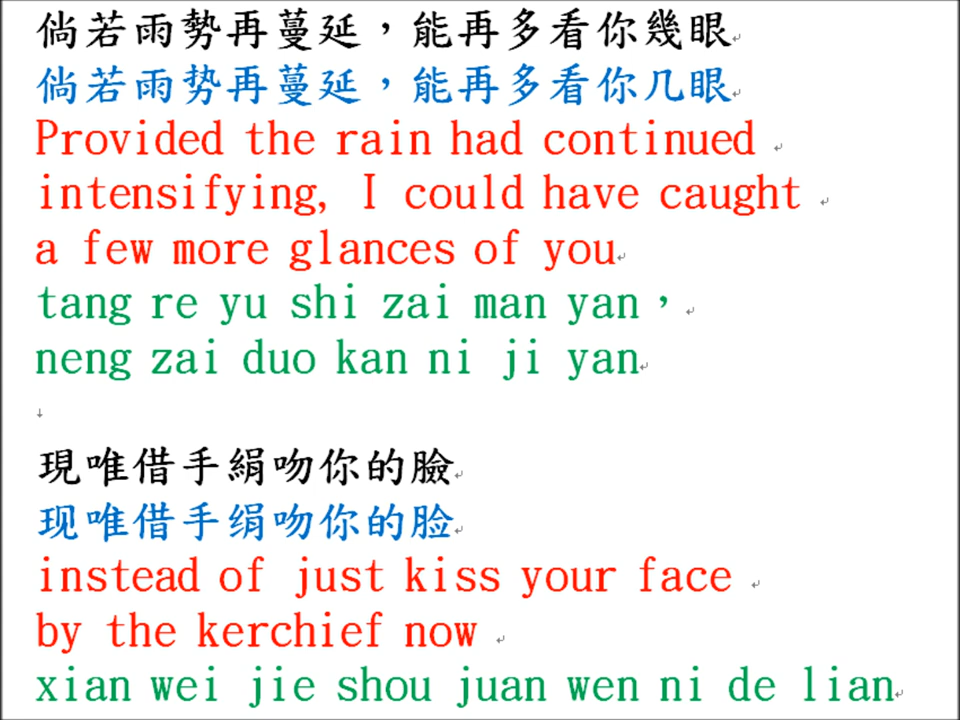 倘若雨勢再蔓延，能再多看你幾眼
倘若雨势再蔓延，能再多看你几眼
Provided the rain had continued
intensifying, I could have caught
a few more glances of you
tang re yu shi zai man yan，
neng zai duo kan ni ji yan
現唯借手絹吻你的臉
现唯借手绢吻你的脸
instead of just kiss your face
by the kerchief now
xian wei jie shou juan wen ni de lian